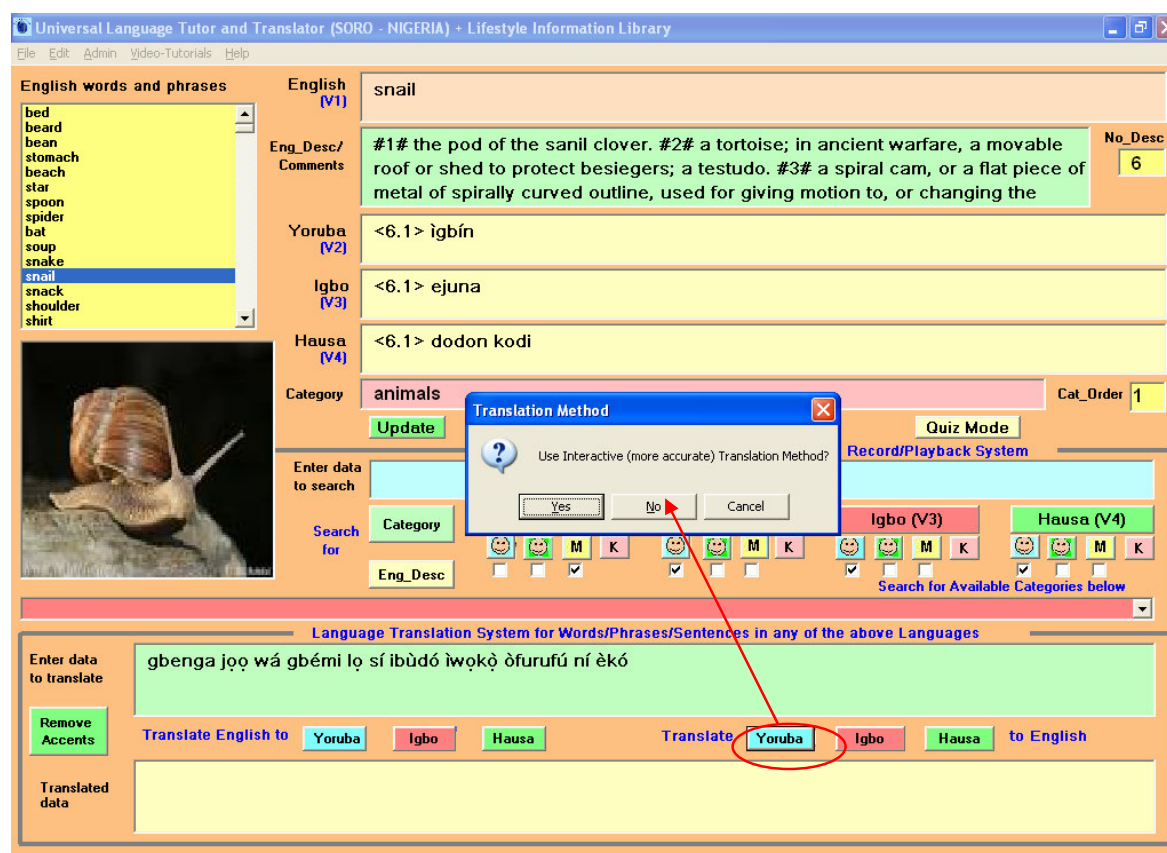 Universal Language Tutor and Translator (SORO - NIGERIA) + Lifestyle Information Library
File Edit Admin Video-Tutorials Help
English words and phrases
bed
beard
bean
stomach
beach
star
spoon
spider
bat
soup
snake
snail
snack
shoulder
shirt
English
(V1)
snail
Eng_Desc/
Comments
#1# the pod of the sanil clover. #2# a tortoise; in ancient warfare, a movable
roof or shed to protect besiegers; a testudo. #3# a spiral cam, or a flat piece of
metal of spirally curved outline, used for giving motion to, or changing the
No_Desc
6
Yoruba
(V2)
<6.1> ìgbín
Igbo
(V3)
<6.1> ejuna
Hausa
(V4)
<6.1> dodon kodi
Category
animals
Cat_Order 1
Update
Quiz Mode
Translation Method
Use Interactive (more accurate) Translation Method?
Yes No Cancel
Record/Playback System
Enter data
to search
Search
for
Category
Eng_Desc
Igbo (V3) Hausa (V4)
M K M K M K M K
Search for Available Categories below
Language Translation System for Words/Phrases/Sentences in any of the above Languages
Enter data
to translate
gbenga jọọ wá gbémi lọ sí ibùdó ìwọkọ̀ òfurufú ní èkó
Remove
Accents
Translate English to Yoruba Igbo Hausa
Translate Yoruba Igbo Hausa to English
Translated
data